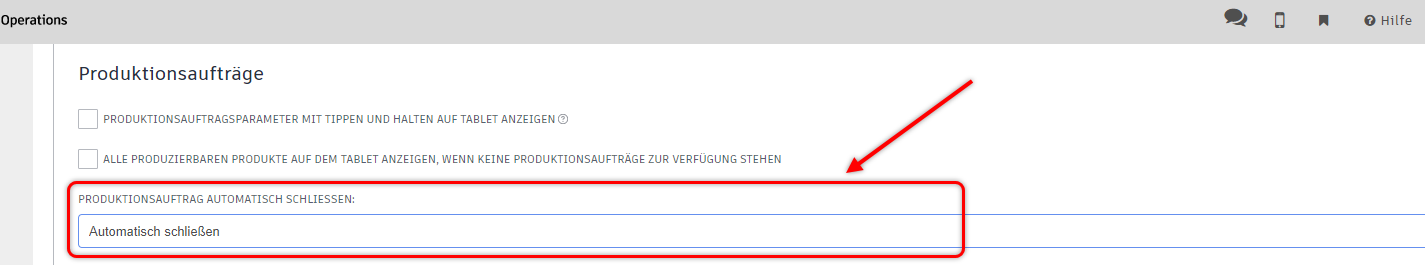 Operations
Hilfe
Produktionsaufträge
PRODUKTIONSAUFTRAGSPARAMETER MIT TIPPEN UND HALTEN AUF TABLET ANZEIGEN
ALLE PRODUZIERBAREN PRODUKTE AUF DEM TABLET ANZEIGEN, WENN KEINE PRODUKTIONSAUFTRÄGE ZUR VERFÜGUNG STEHEN
PRODUKTIONSAUFTRAG AUTOMATISCH SCHLIESSEN:
Automatisch schließen